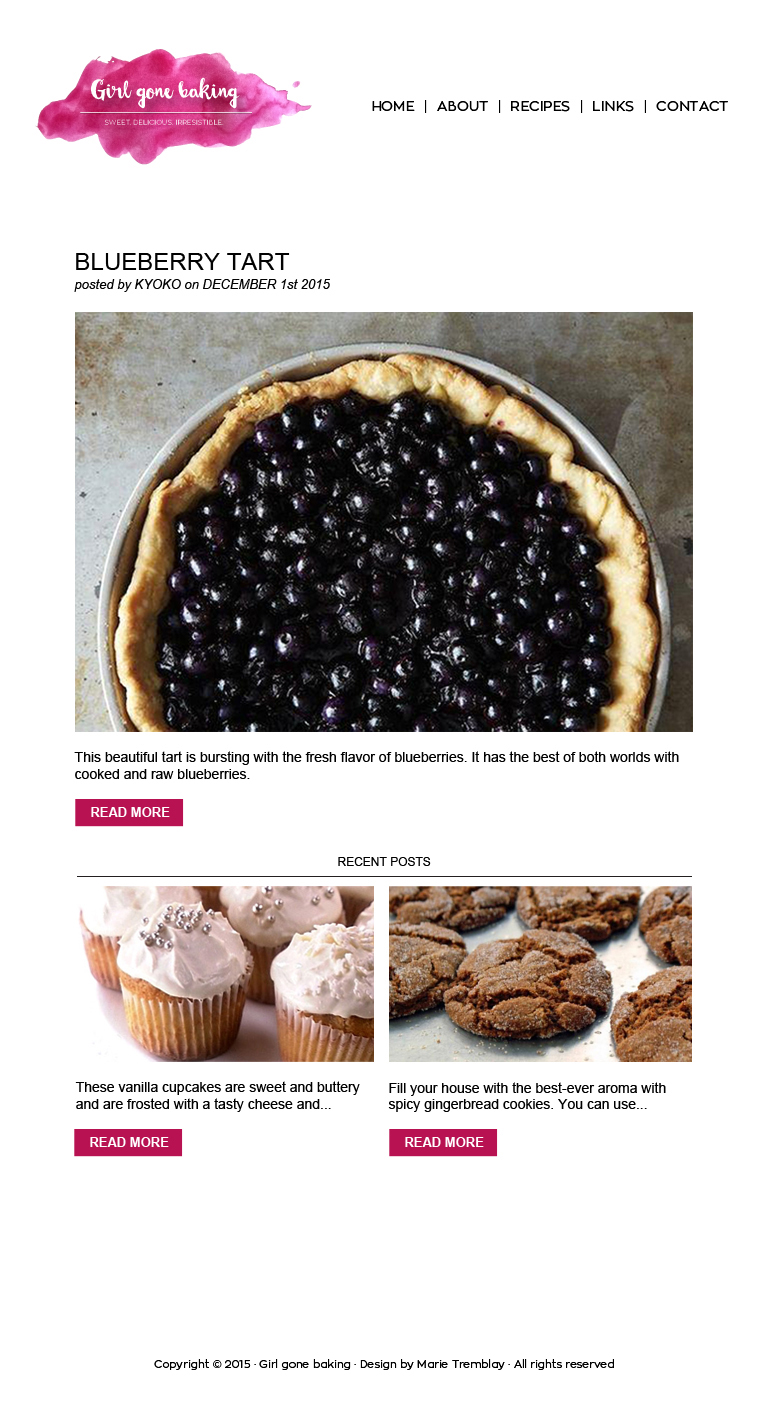 Girl gone baking
SWEET. DELICIOUS. IRRESISTIBLE.
HOME | ABOUT | RECIPES | LINKS | CONTACT
BLUEBERRY TART
posted by KYOKO on DECEMBER 1st 2015
This beautiful tart is bursting with the fresh flavor of blueberries. It has the best of both worlds with
cooked and raw blueberries.
READ MORE
RECENT POSTS
These vanilla cupcakes are sweet and buttery
and are frosted with a tasty cheese and...
READ MORE
Fill your house with the best-ever aroma with
spicy gingerbread cookies. You can use...
READ MORE
Copyright © 2015 · Girl gone baking · Design by Marie Tremblay · All rights reserved